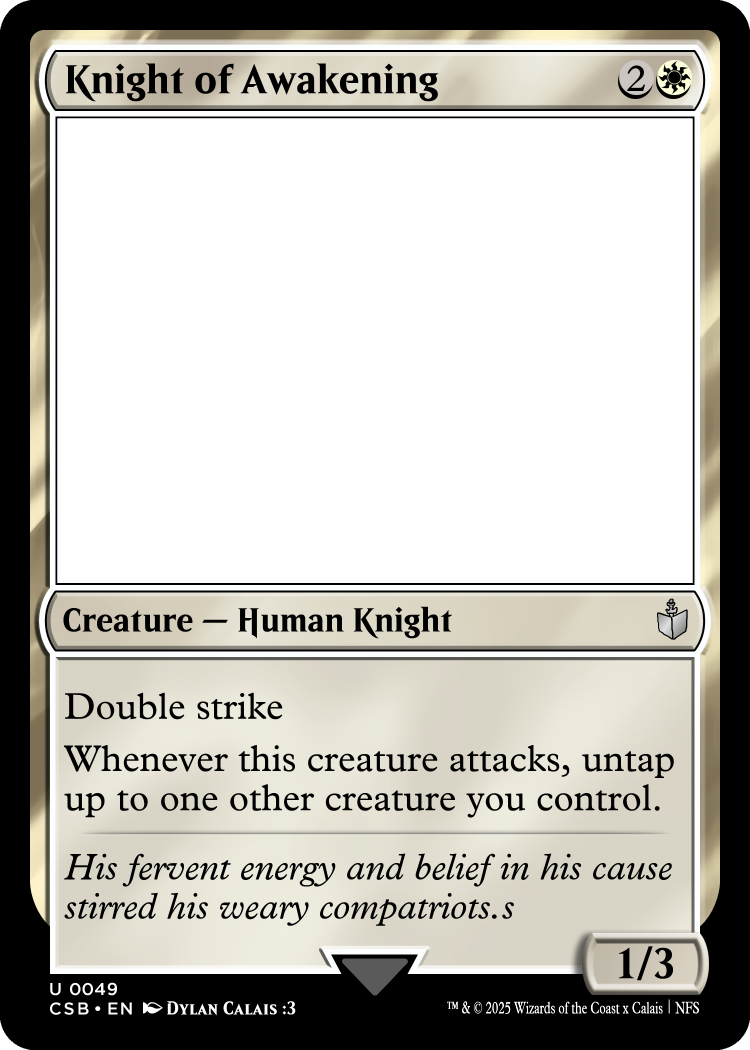 Knight of Awakening 2
Creature — Human Knight
Double strike
Whenever this creature attacks, untap
up to one other creature you control.
His fervent energy and belief in his cause
stirred his weary compatriots.s
1/3
U 0049
CSB • EN DYLAN CALAIS :3
™ & © 2025 Wizards of the Coast x Calais | NFS